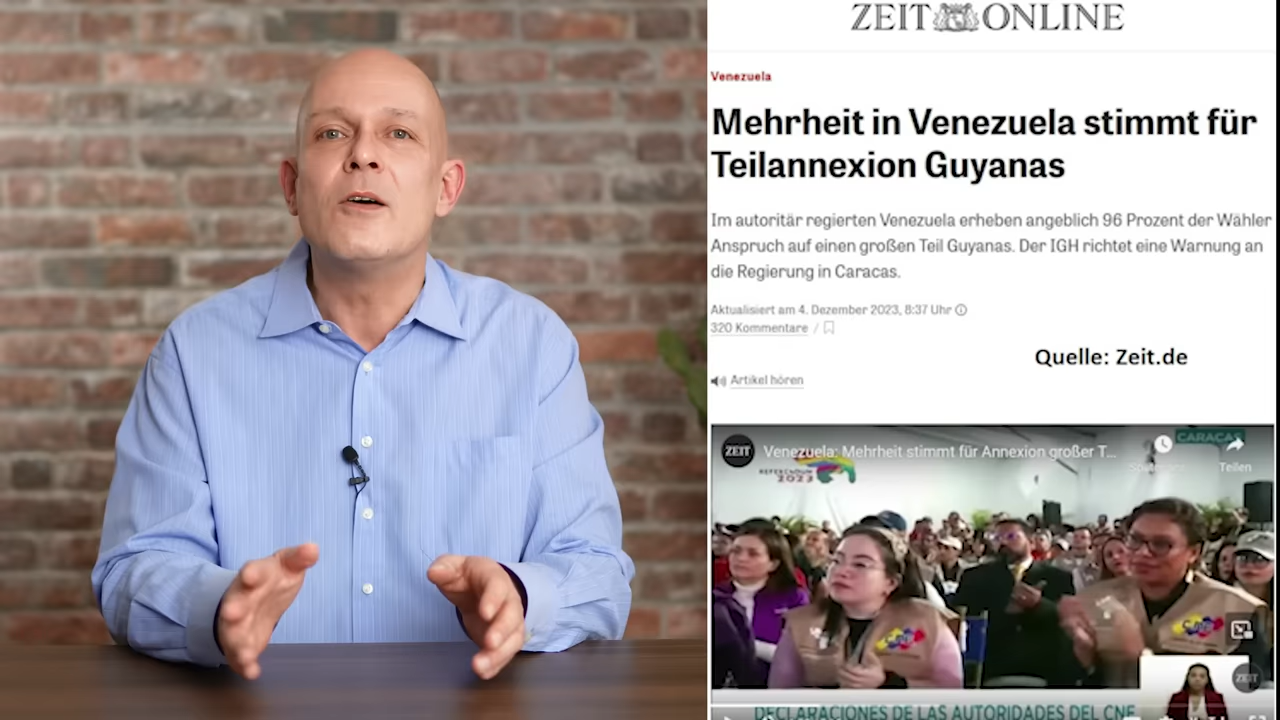 ZEIT ONLINE
Venezuela
Mehrheit in Venezuela stimmt für
Teilannexion Guyanas
Im autoritär regierten Venezuela erheben angeblich 96 Prozent der Wähler
Anspruch auf einen großen Teil Guyanas. Der IGH richtet eine Warnung an
die Regierung in Caracas.
Aktualisiert am 4. Dezember 2023, 8:37 Uhr
320 Kommentare /
Quelle: Zeit.de
Artikel hören
ZEIT
Venezuela: Mehrheit stimmt für Annexion großer T...
CARACAS
Teilen
REFERENDUM
2023
CNE
ZEIT
DECLARACIONES DE LAS AUTORIDADES DEL CNE